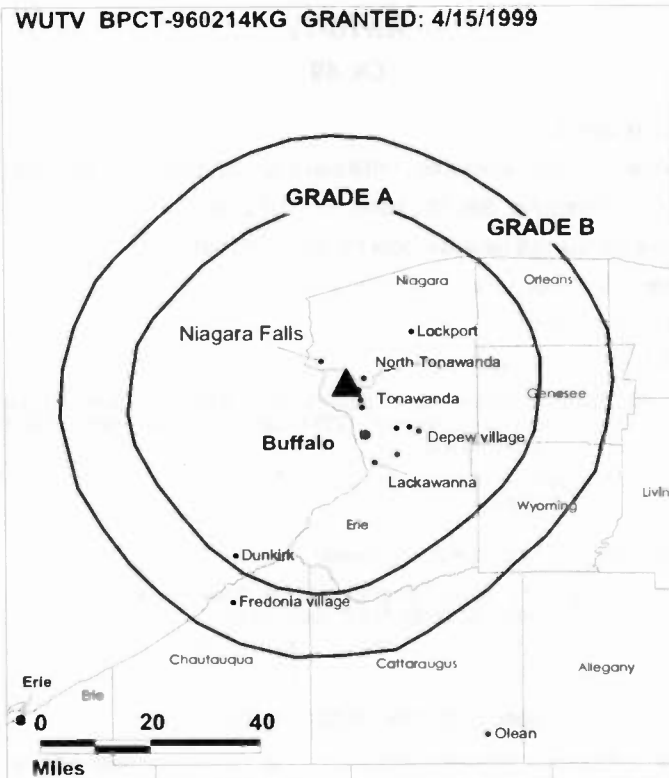 WUTV BPCT-960214KG GRANTED: 4/15/1999
GRADE A
GRADE B
Niagara
Orleans
Niagara Falls
Lockport
North Tonawanda
Tonawanda
Genesee
Buffalo
Depew village
Lackawanna
Livin
Wyoming
Erie
Dunkirk
Fredonia village
Chautauqua
Cattaraugus
Allegany
Erie
Erie
0 20 40
Miles
Olean